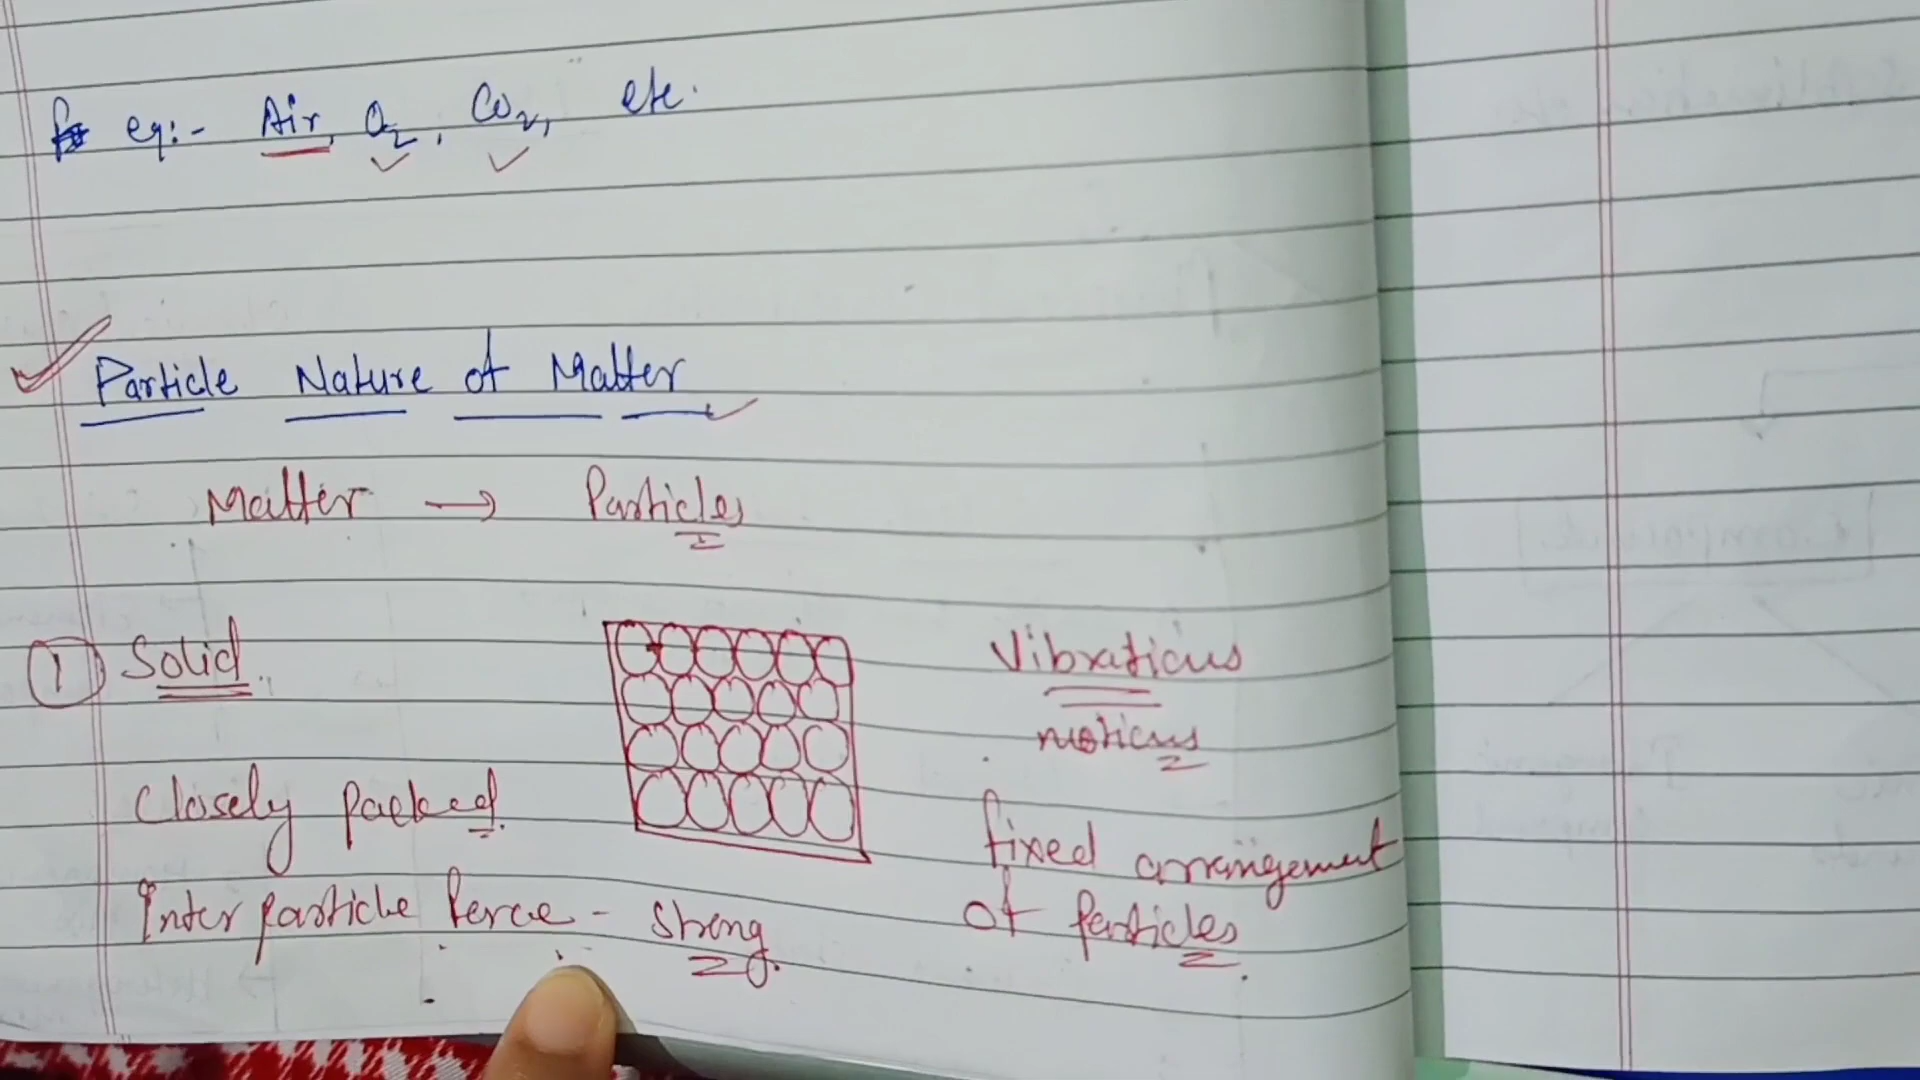 eg:- Air, O2, CO2, etc.
Particle Nature of Matter
Matter → Particles
① Solid.
Vibrations
motions
Closely packed.
fixed arrangement
of Particles.
Inter particle force - Strong.